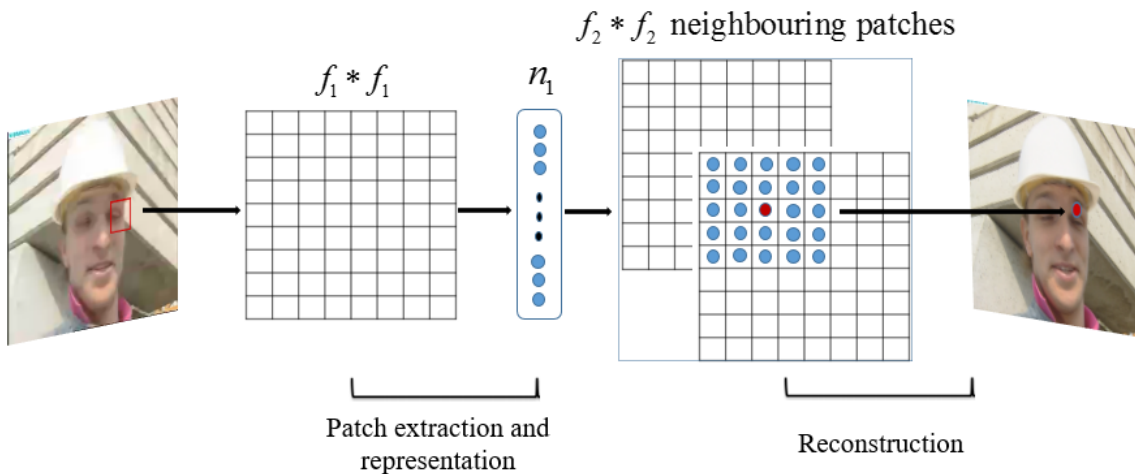 f₂ * f₂ neighbouring patches
f₁ * f₁
n₁
Patch extraction and
representation
Reconstruction